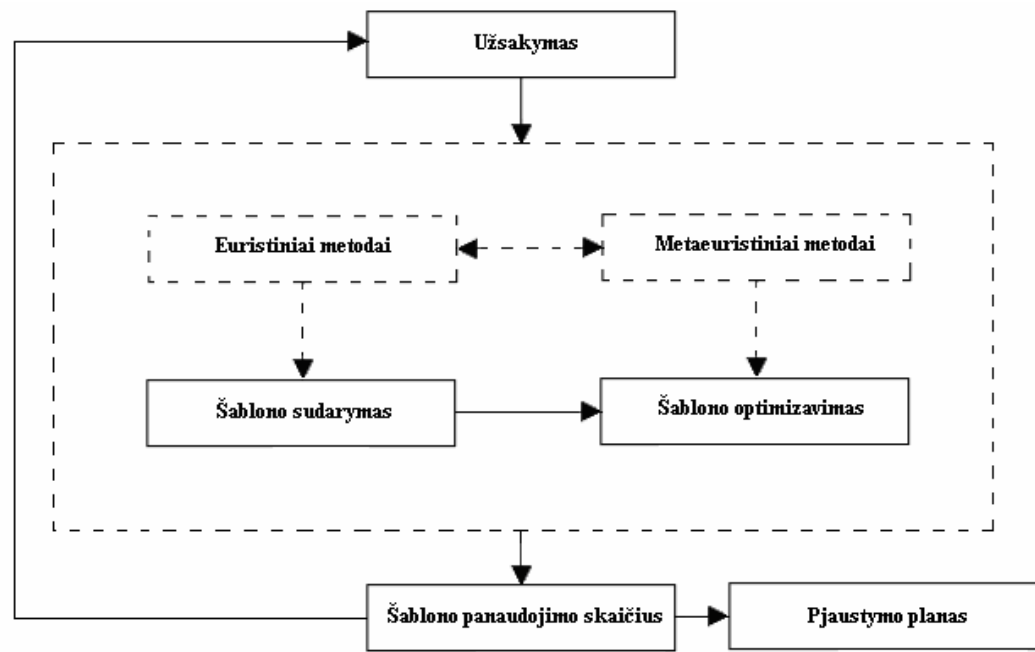 Užsakymas
Euristiniai metodai
Metaeuristiniai metodai
Šablono sudarymas
Šablono optimizavimas
Šablono panaudojimo skaičius
Pjaustymo planas